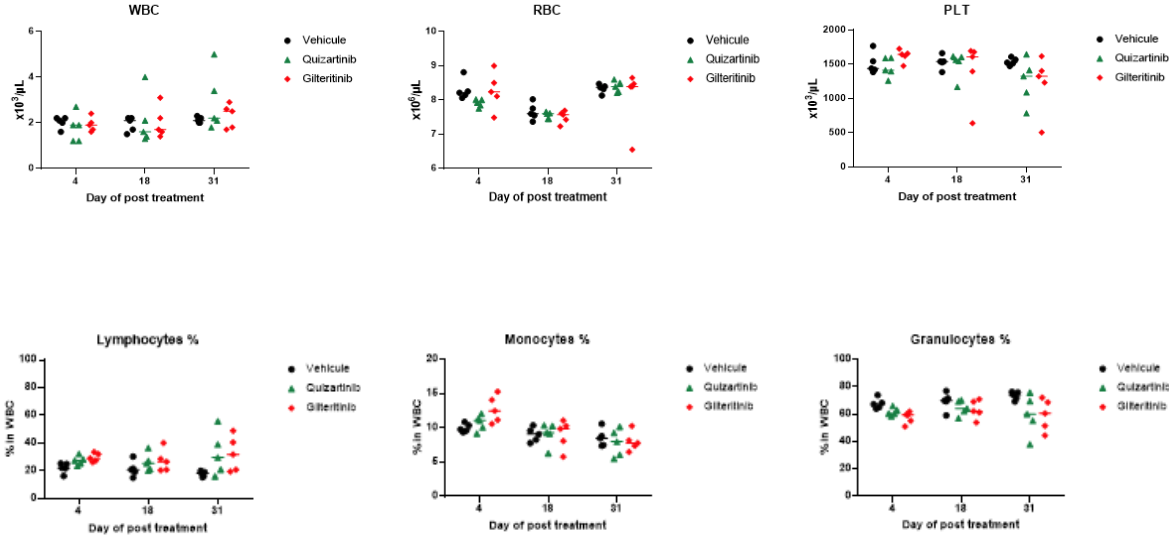 WBC
x10³/µL
6
4
2
0
4
18
31
Day of post treatment
Vehicule
Quizartinib
Gilteritinib
RBC
x10⁶/µL
10
9
8
7
6
4
18
31
Day of post treatment
Vehicule
Quizartinib
Gilteritinib
PLT
x10³/µL
2000
1500
1000
500
0
4
18
31
Day of post treatment
Vehicule
Quizartinib
Gilteritinib
Lymphocytes %
% in WBC
100
80
60
40
20
0
4
18
31
Day of post treatment
Vehicule
Quizartinib
Gilteritinib
Monocytes %
% in WBC
20
15
10
5
0
4
18
31
Day of post treatment
Vehicule
Quizartinib
Gilteritinib
Granulocytes %
% in WBC
100
80
60
40
20
0
4
18
31
Day of post treatment
Vehicule
Quizartinib
Gilteritinib